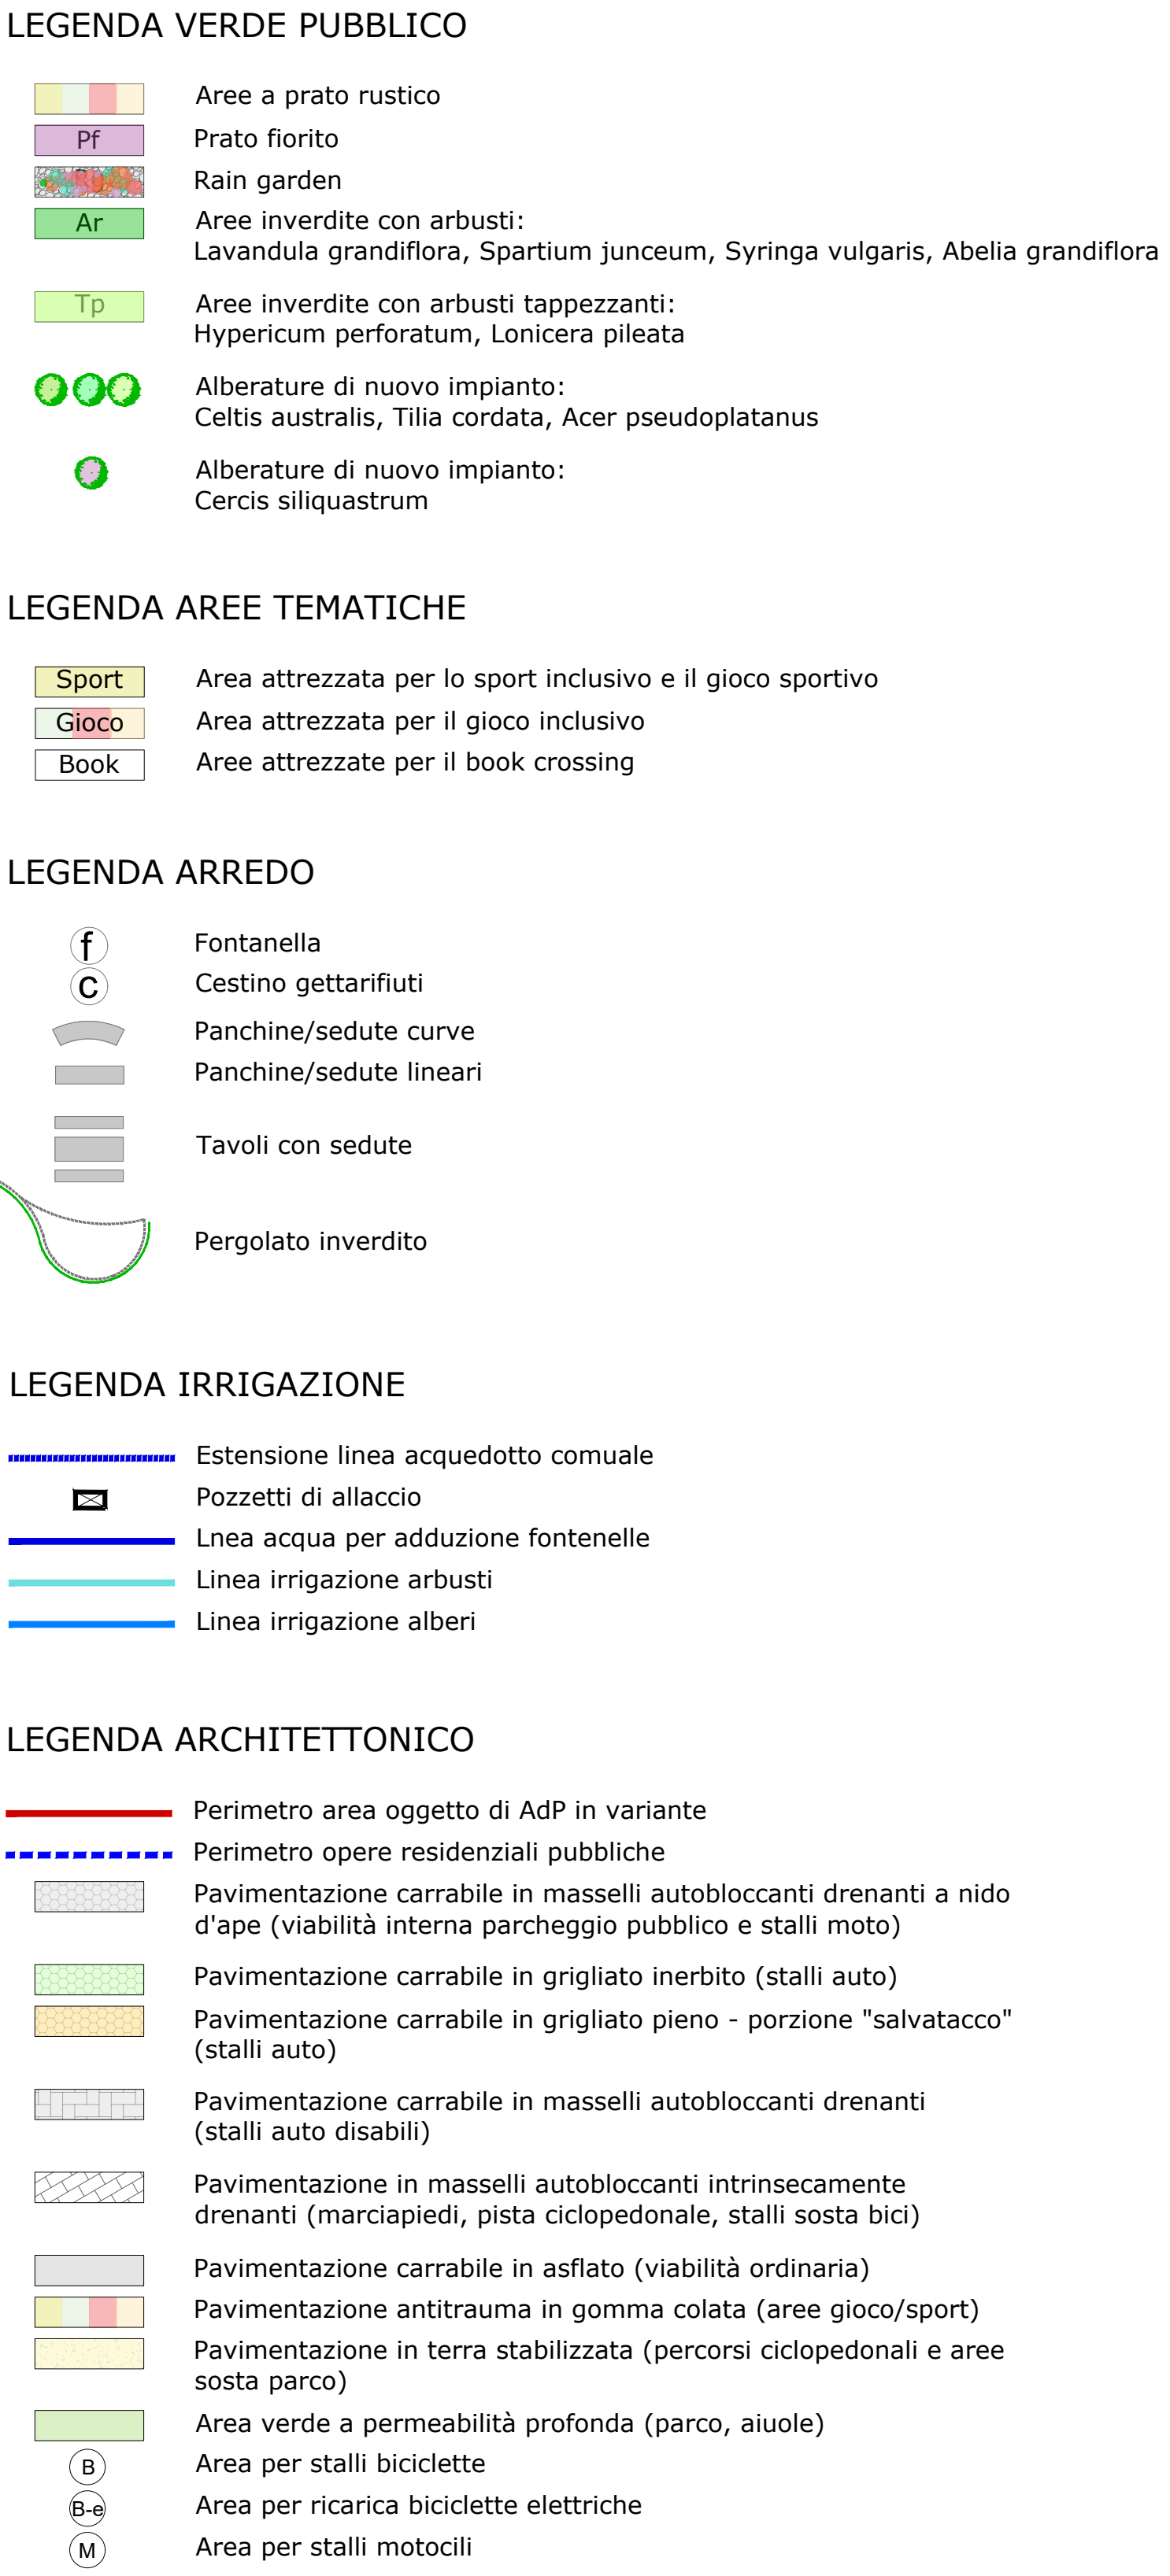 LEGENDA VERDE PUBBLICO
Aree a prato rustico
Pf Prato fiorito
Rain garden
Ar Aree inverdite con arbusti:
Lavandula grandiflora, Spartium junceum, Syringa vulgaris, Abelia grandiflora
Tp Aree inverdite con arbusti tappezzanti:
Hypericum perforatum, Lonicera pileata
Alberature di nuovo impianto:
Celtis australis, Tilia cordata, Acer pseudoplatanus
Alberature di nuovo impianto:
Cercis siliquastrum
LEGENDA AREE TEMATICHE
Sport Area attrezzata per lo sport inclusivo e il gioco sportivo
Gioco Area attrezzata per il gioco inclusivo
Book Aree attrezzate per il book crossing
LEGENDA ARREDO
f Fontanella
c Cestino gettarifiuti
Panchine/sedute curve
Panchine/sedute lineari
Tavoli con sedute
Pergolato inverdito
LEGENDA IRRIGAZIONE
Estensione linea acquedotto comuale
Pozzetti di allaccio
Lnea acqua per adduzione fontenelle
Linea irrigazione arbusti
Linea irrigazione alberi
LEGENDA ARCHITETTONICO
Perimetro area oggetto di AdP in variante
Perimetro opere residenziali pubbliche
Pavimentazione carrabile in masselli autobloccanti drenanti a nido
d'ape (viabilità interna parcheggio pubblico e stalli moto)
Pavimentazione carrabile in grigliato inerbito (stalli auto)
Pavimentazione carrabile in grigliato pieno - porzione "salvatacco"
(stalli auto)
Pavimentazione carrabile in masselli autobloccanti drenanti
(stalli auto disabili)
Pavimentazione in masselli autobloccanti intrinsecamente
drenanti (marciapiedi, pista ciclopedonale, stalli sosta bici)
Pavimentazione carrabile in asflato (viabilità ordinaria)
Pavimentazione antitrauma in gomma colata (aree gioco/sport)
Pavimentazione in terra stabilizzata (percorsi ciclopedonali e aree
sosta parco)
Area verde a permeabilità profonda (parco, aiuole)
B Area per stalli biciclette
B-e Area per ricarica biciclette elettriche
M Area per stalli motocili